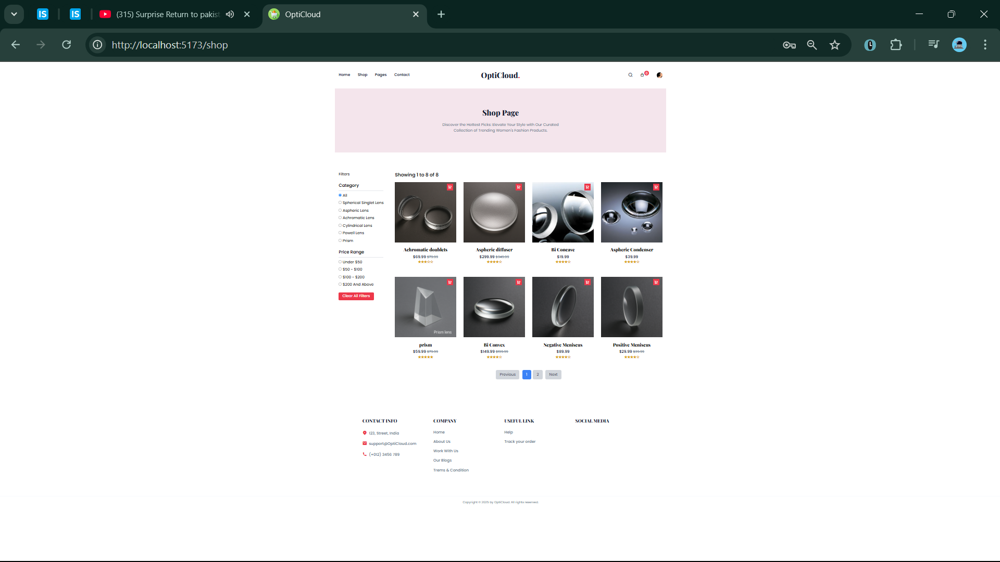 IS
IS
(315) Surprise Return to pakist
OptiCloud
http://localhost:5173/shop
Home Shop Pages Contact
OptiCloud.
0
Shop Page
Discover the Hottest Picks: Elevate Your Style with Our Curated
Collection of Trending Women's Fashion Products.
Filters
Category
All
Spherical Singlet Lens
Aspheric Lens
Achromatic Lens
Cylindrical Lens
Powell Lens
Prism
Price Range
Under $50
$50 - $100
$100 - $200
$200 And Above
Clear All Filters
Showing 1 to 8 of 8
Achromatic doublets
$69.99 $79.99
Aspheric diffuser
$299.99 $349.99
Bi Concave
$19.99
Aspheric Condenser
$39.99
Prism lens
prism
$59.99 $79.99
Bi Convex
$149.99 $199.99
Negative Meniscus
$89.99
Positive Meniscus
$29.99 $39.99
Previous 1 2 Next
CONTACT INFO
123, Street, India
support@OptiCloud.com
(+012) 3456 789
COMPANY
Home
About Us
Work With Us
Our Blogs
Trems & Condition
USEFUL LINK
Help
Track your order
SOCIAL MEDIA
Copyright © 2025 by OptiCloud. All rights reserved.